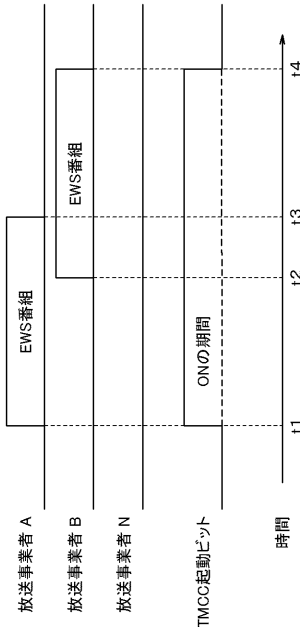 放送事業者 A
EWS番組
放送事業者 B
EWS番組
放送事業者 N
TMCC起動ビット
ONの期間
時間
t1
t2
t3
t4